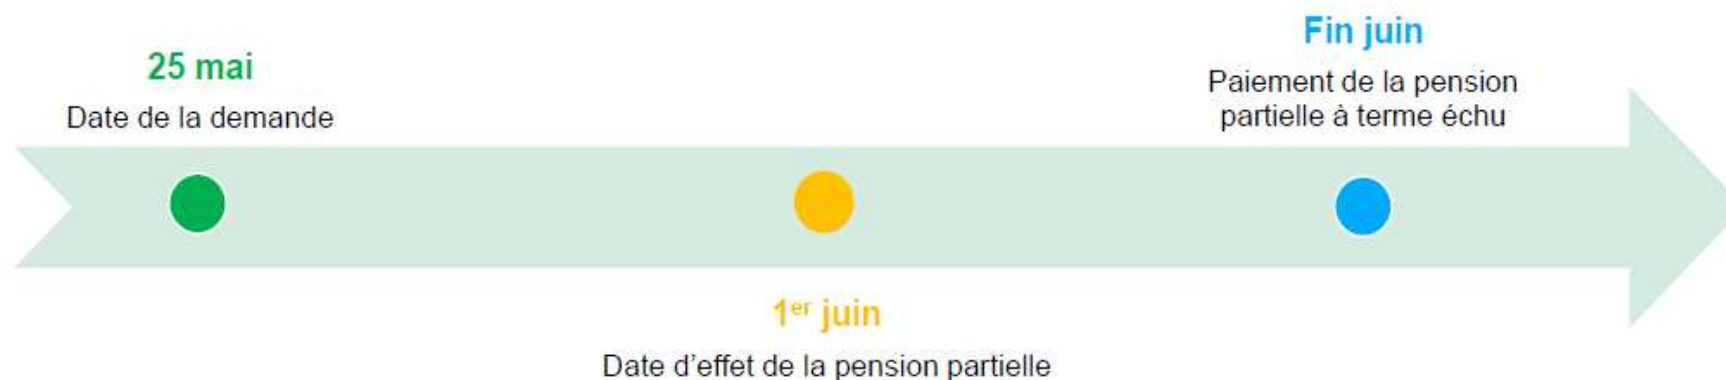 25 mai
Date de la demande
1er juin
Date d’effet de la pension partielle
Fin juin
Paiement de la pension
partielle à terme échu